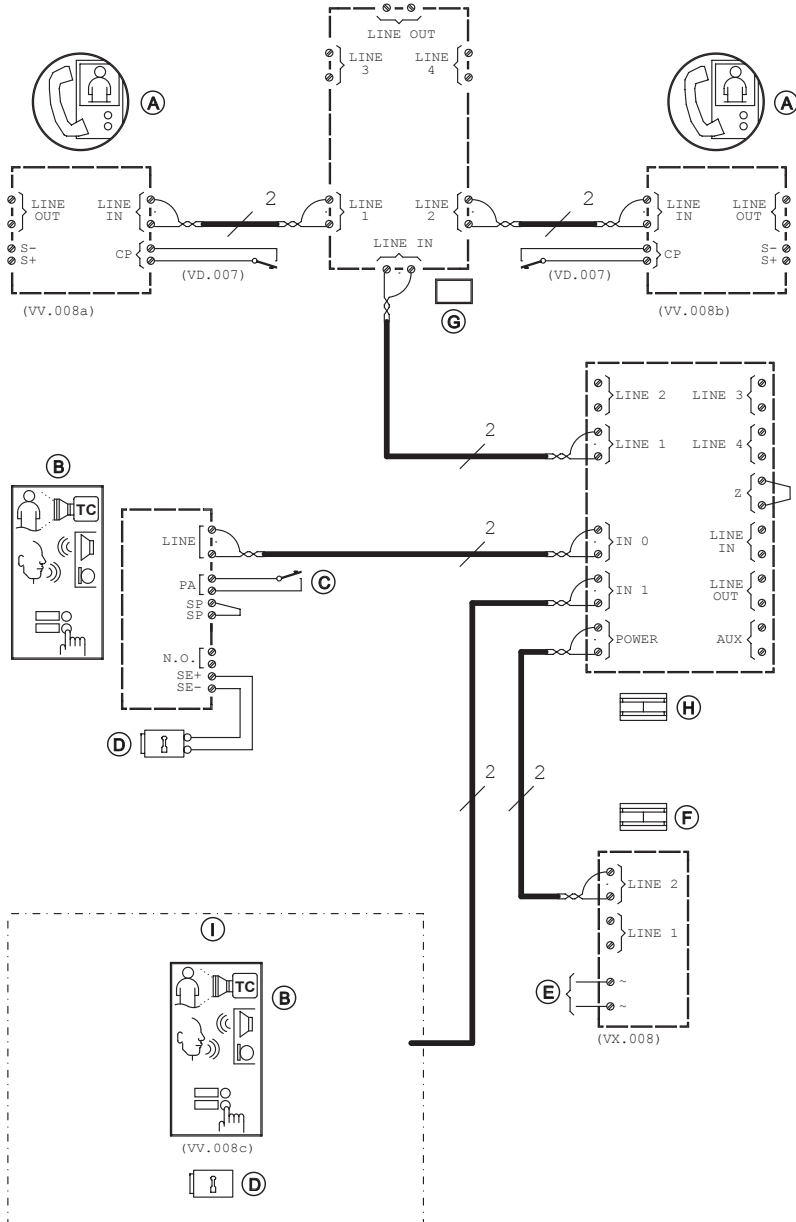 LINE OUT
LINE 3
LINE 4
A
A
LINE OUT
LINE IN
2
LINE 1
LINE 2
2
LINE IN
LINE OUT
S-
S+
CP
LINE IN
CP
S-
S+
(VD.007)
(VD.007)
(VV.008a)
(VV.008b)
G
LINE 2
LINE 3
2
LINE 1
LINE 4
B
Z
TC
LINE
2
IN 0
LINE IN
PA
C
IN 1
LINE OUT
SP
SP
POWER
AUX
N.O.
SE+
SE-
H
D
2
2
F
LINE 2
I
LINE 1
TC
B
E
~
~
(VX.008)
(VV.008c)
D